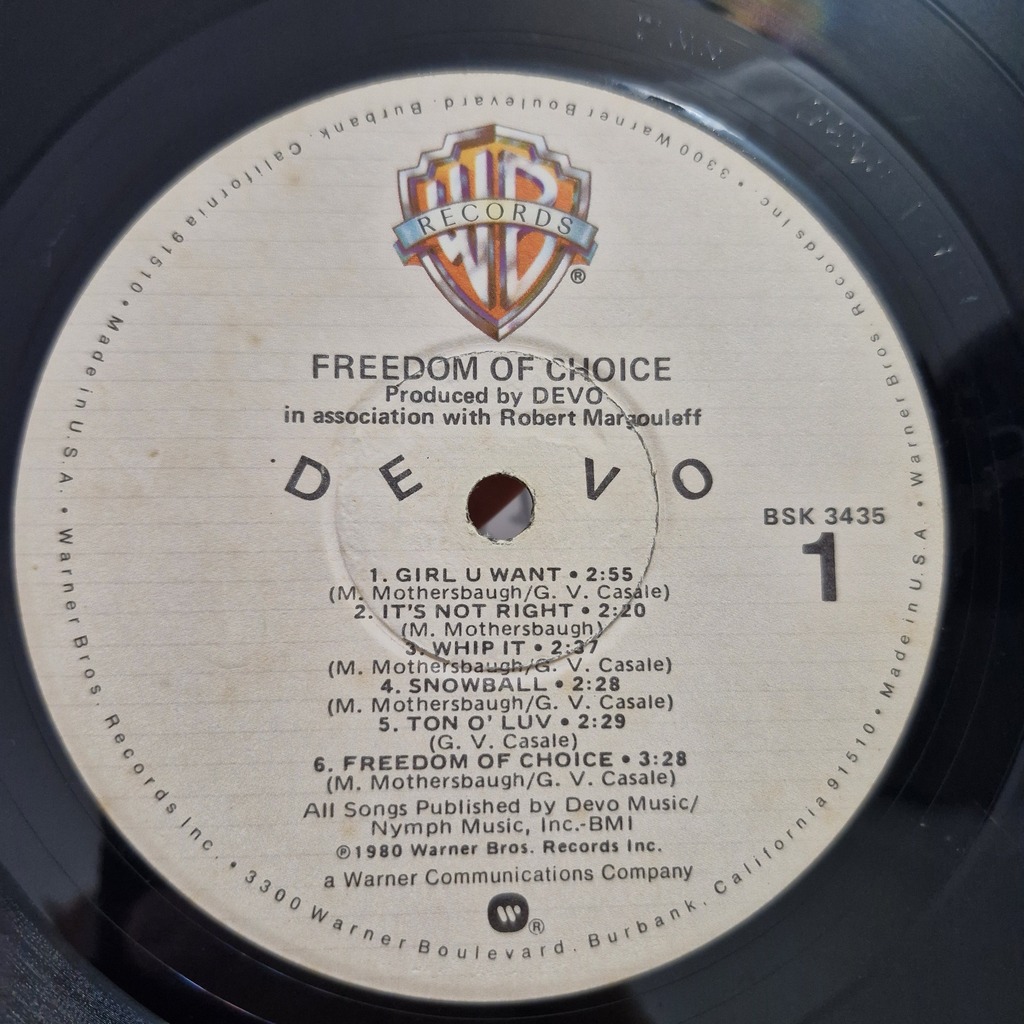 Warner Bros. Records Inc. • 3300 Warner Boulevard. Burbank, California 91510 • Made in U.S.A. • Warner Bros. Records Inc. • 3300 Warner Boulevard. Burbank, California 91510 • Made in U.S.A. •
WB
RECORDS
®
FREEDOM OF CHOICE
Produced by DEVO
in association with Robert Margouleff
D E V O
BSK 3435
1
1. GIRL U WANT • 2:55
(M. Mothersbaugh/G. V. Casale)
2. IT'S NOT RIGHT • 2:20
(M. Mothersbaugh)
3. WHIP IT • 2:37
(M. Mothersbaugh/G. V. Casale)
4. SNOWBALL • 2:28
(M. Mothersbaugh/G. V. Casale)
5. TON O' LUV • 2:29
(G. V. Casale)
6. FREEDOM OF CHOICE • 3:28
(M. Mothersbaugh/G. V. Casale)
All Songs Published by Devo Music/
Nymph Music, Inc.-BMI
℗1980 Warner Bros. Records Inc.
a Warner Communications Company
®